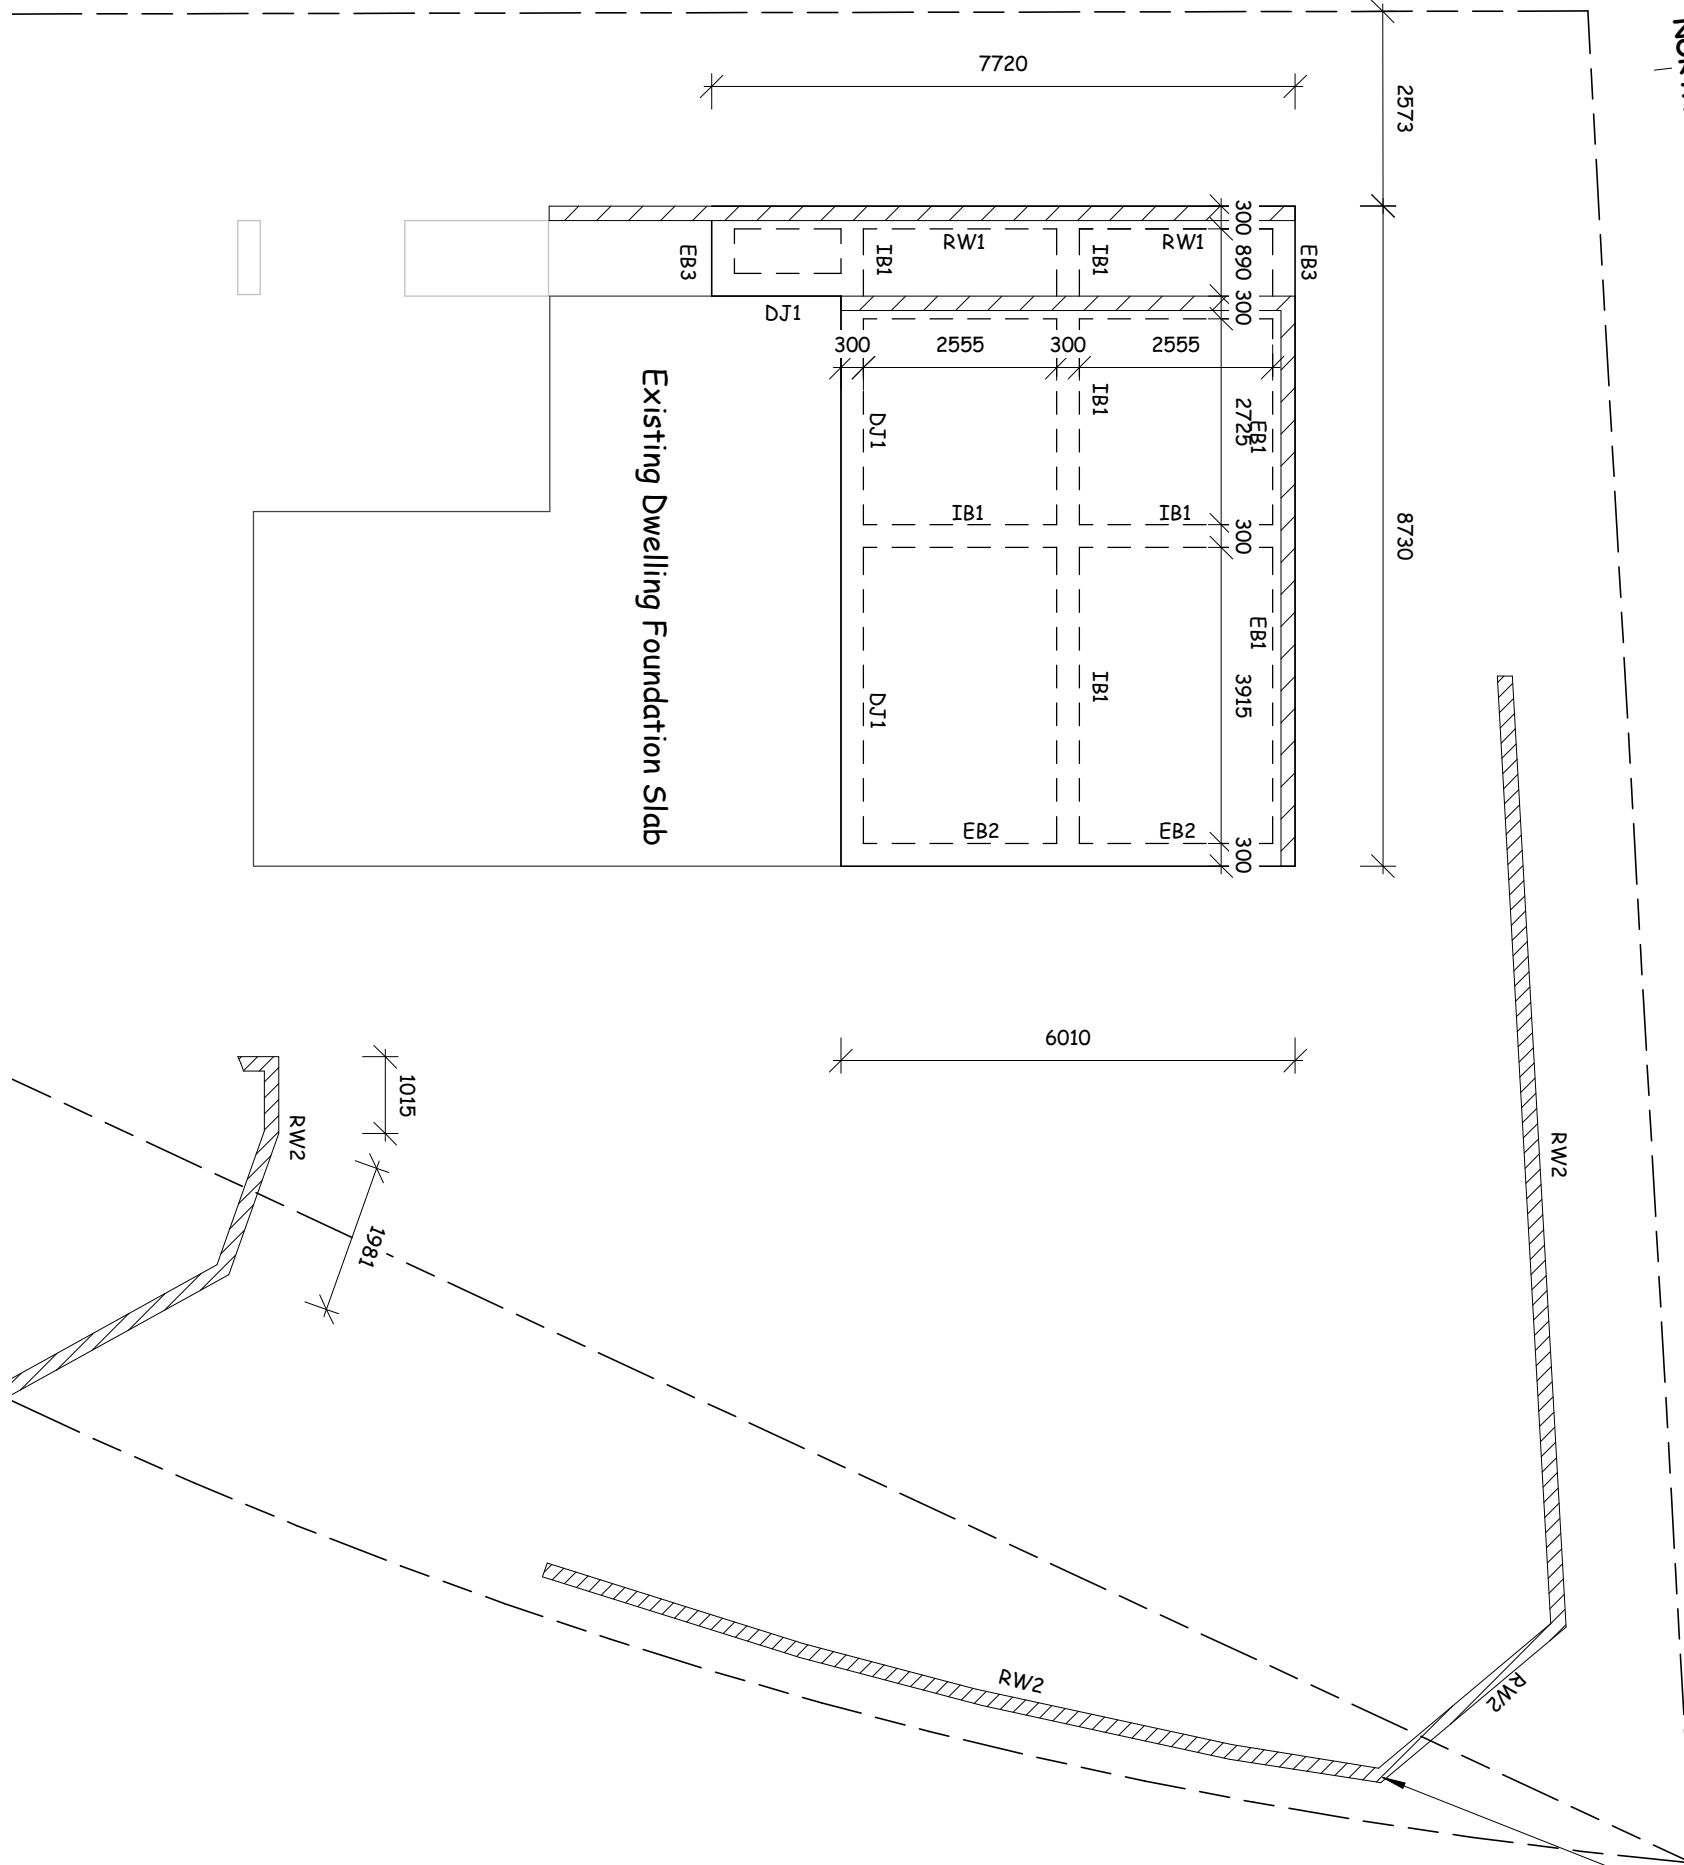 7720
2573
EB3
RW1
IB1
RW1
IB1
300
890
300
EB3
DJ1
300
2555
300
2555
Existing Dwelling Foundation Slab
DJ1
IB1
2725
EB1
8730
IB1
IB1
300
EB1
DJ1
IB1
3915
EB2
EB2
300
6010
1015
RW2
RW2
1981
RW2
RW2